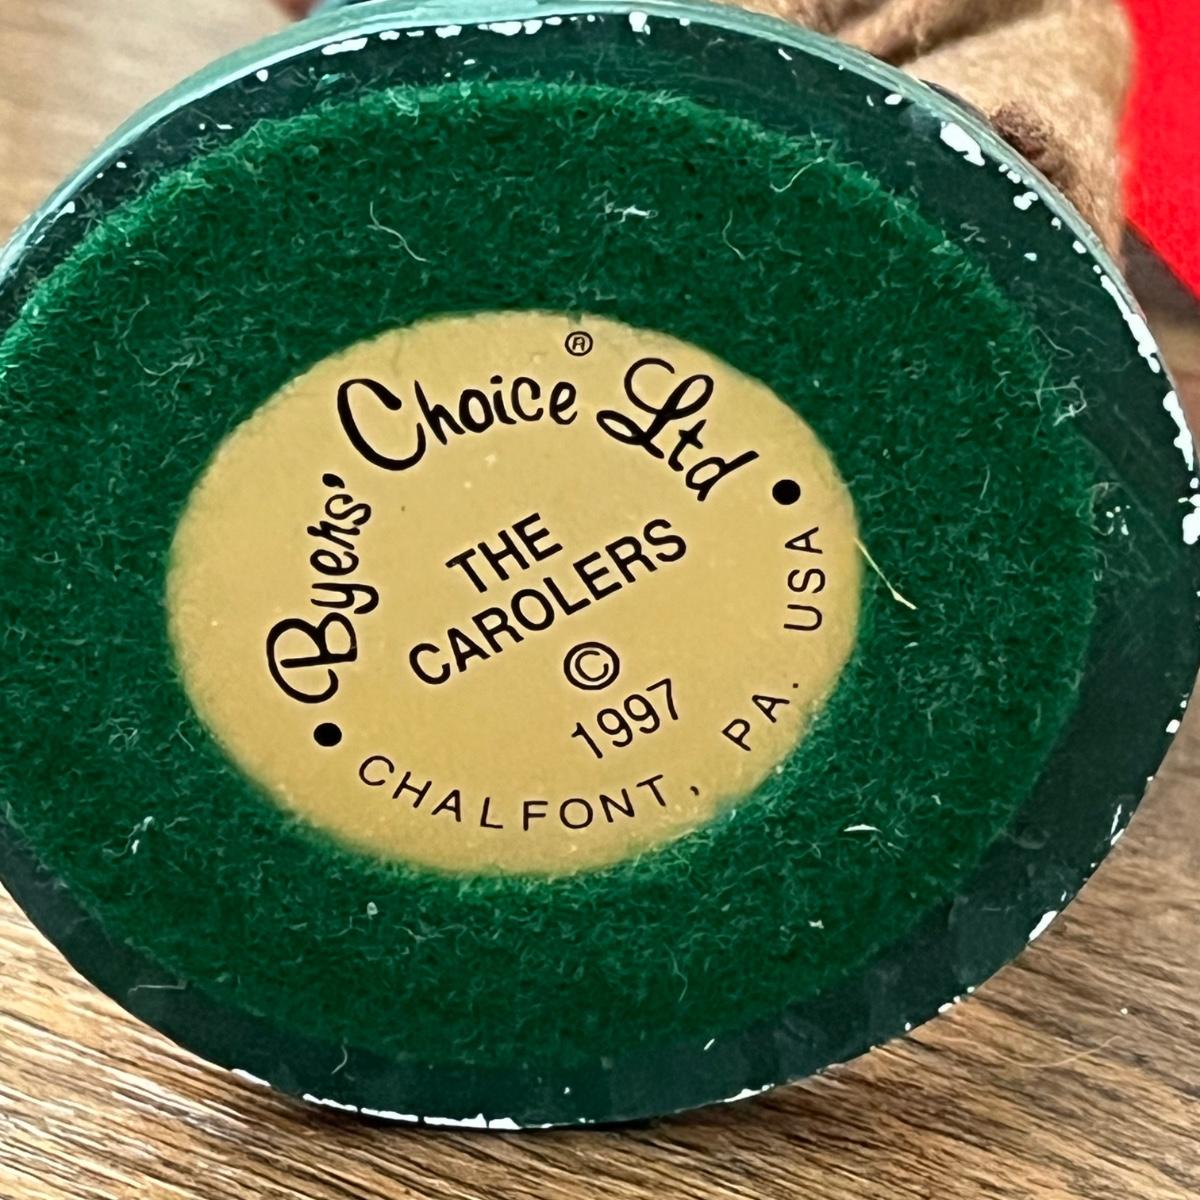 Byers' Choice® Ltd
THE
CAROLERS
©
1997
• CHALFONT, PA. USA •